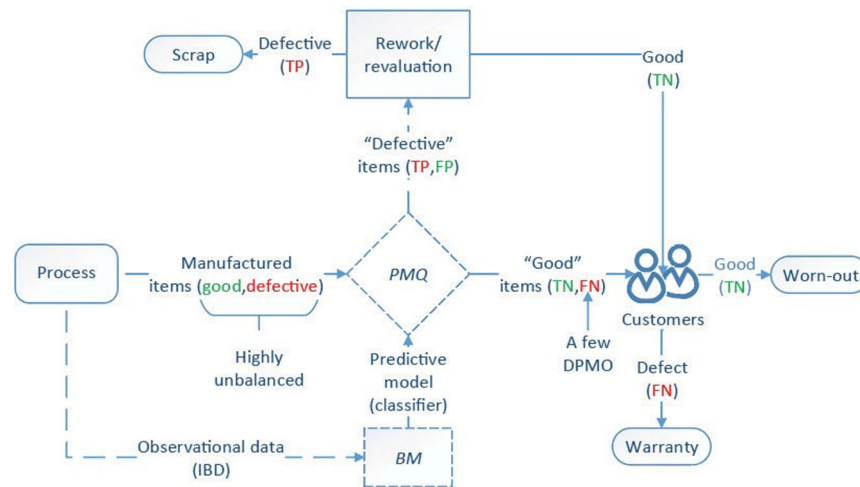 Scrap
Defective
(TP)
Rework/
revaluation
Good
(TN)
“Defective”
items (TP,FP)
Process
Manufactured
items (good,defective)
Highly
unbalanced
PMQ
“Good”
items (TN,FN)
A few
DPMO
Customers
Good
(TN)
Worn-out
Defect
(FN)
Warranty
Predictive
model
(classifier)
Observational data
(IBD)
BM